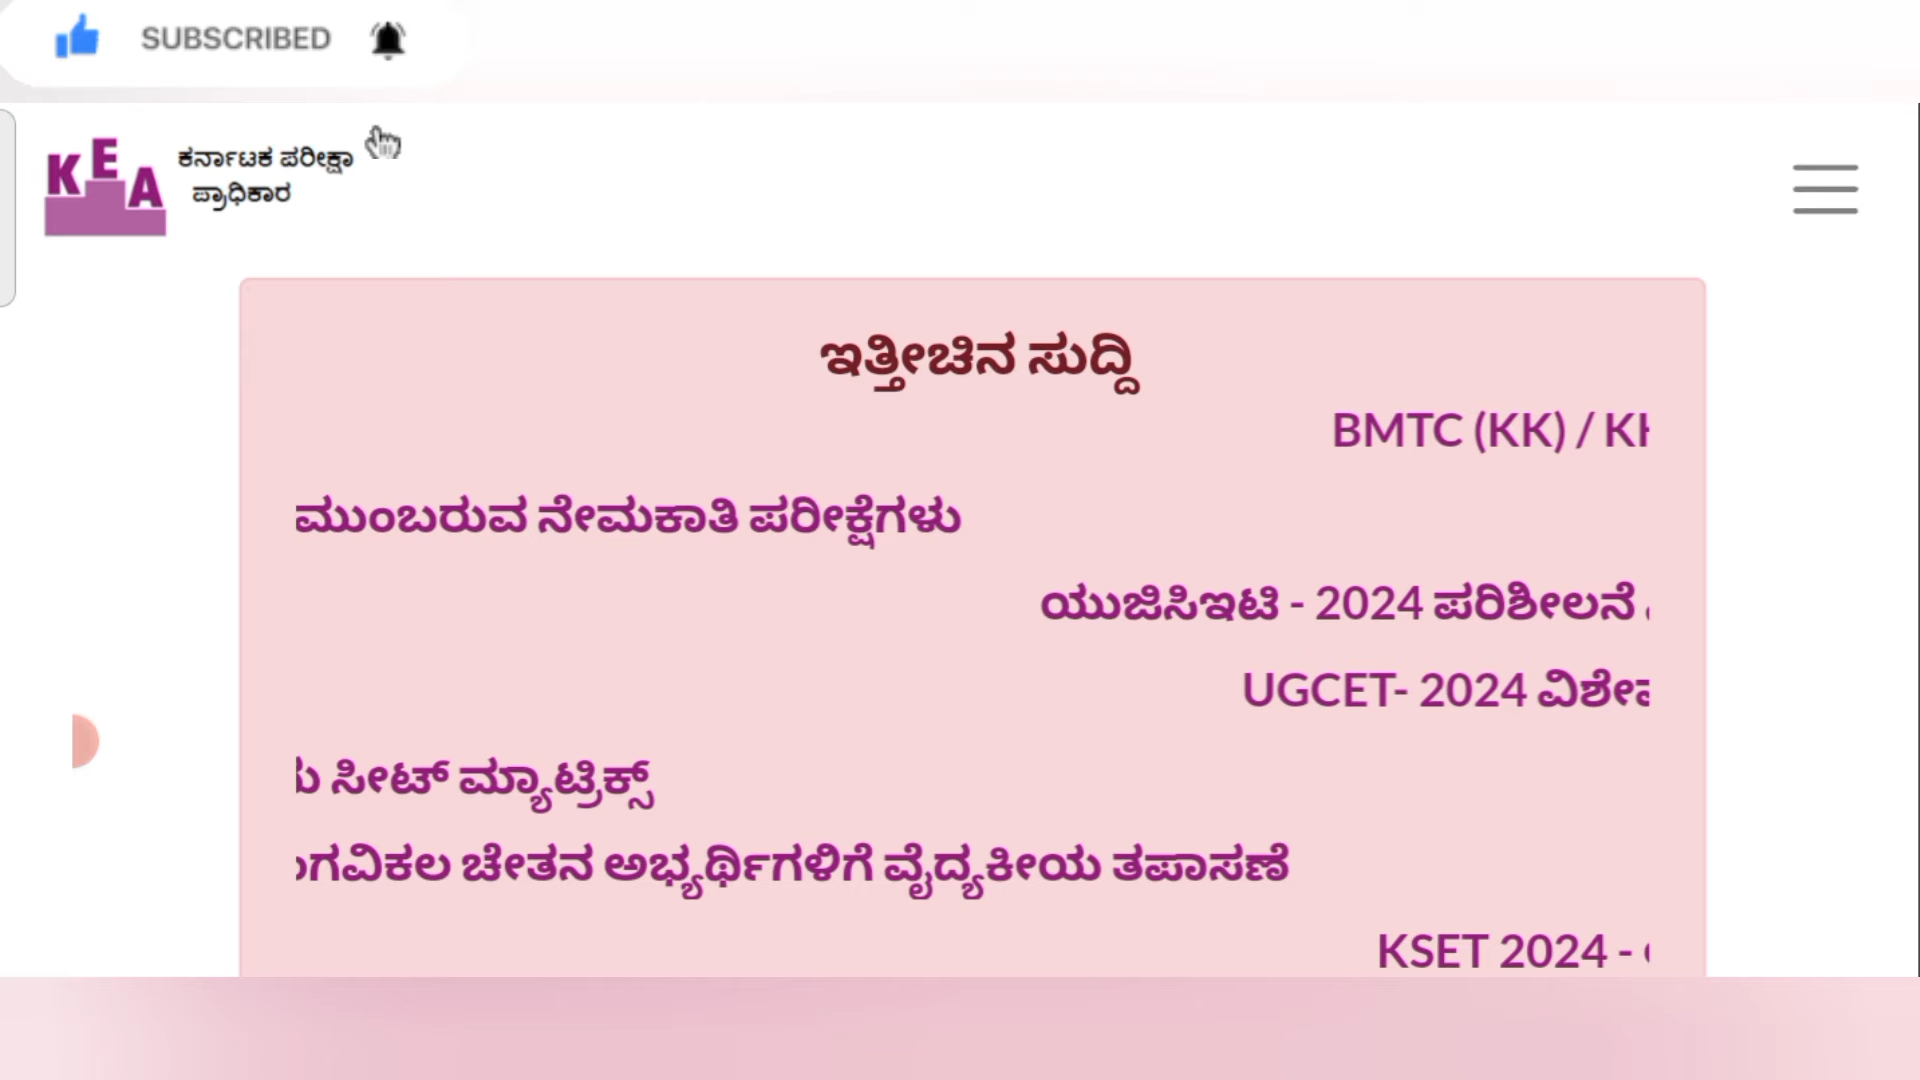 SUBSCRIBED
KEA
ಕರ್ನಾಟಕ ಪರೀಕ್ಷಾ
ಪ್ರಾಧಿಕಾರ
ಇತ್ತೀಚಿನ ಸುದ್ದಿ
BMTC (KK) /
ಮುಂಬರುವ ನೇಮಕಾತಿ ಪರೀಕ್ಷೆಗಳು
ಯುಜಿಸಿಇಟಿ - 2024 ಪರಿಶೀಲನೆ
UGCET- 2024
ಸೀಟ್ ಮ್ಯಾಟ್ರಿಕ್ಸ್
ಚೇತನ ಅಭ್ಯರ್ಥಿಗಳಿಗೆ ವೈದ್ಯಕೀಯ ತಪಾಸಣೆ
KSET 2024 -